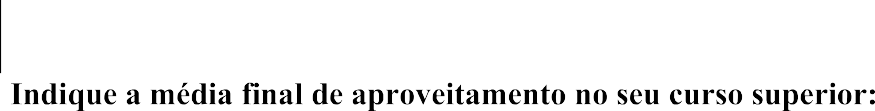 Indique a média final de aproveitamento no seu curso superior: